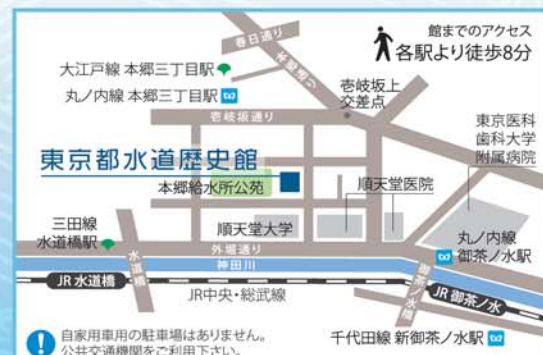 館までのアクセス
各駅より徒歩8分
春日通り
本郷通り
大江戸線 本郷三丁目駅
丸ノ内線 本郷三丁目駅
壱岐坂上
交差点
壱岐坂通り
東京医科
歯科大学
附属病院
東京都水道歴史館
本郷給水所公苑
順天堂医院
三田線
水道橋駅
順天堂大学
外堀通り
丸ノ内線
御茶ノ水駅
神田川
水道橋
御茶ノ水
JR 水道橋
JR 御茶ノ水
JR中央・総武線
自家用車用の駐車場はありません。
公共交通機関をご利用下さい。
千代田線 新御茶ノ水駅